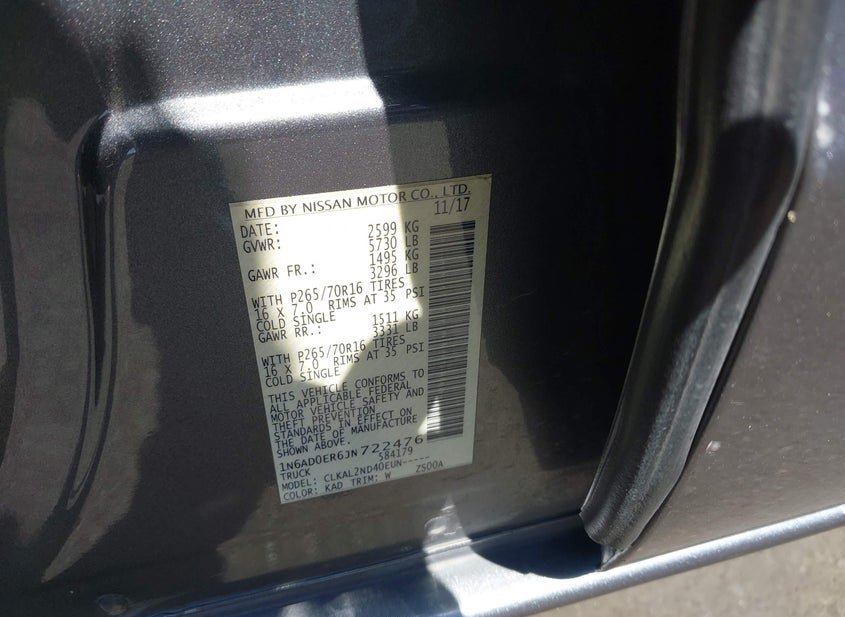 MFD BY NISSAN MOTOR CO., LTD.
DATE: 11/17
GVWR: 2599 KG
5730 LB
GAWR FR.: 1495 KG
3296 LB
WITH P265/70R16 TIRES
16 X 7.0 RIMS AT 35 PSI
COLD SINGLE
GAWR RR.: 1511 KG
3331 LB
WITH P265/70R16 TIRES
16 X 7.0 RIMS AT 35 PSI
COLD SINGLE
THIS VEHICLE CONFORMS TO
ALL APPLICABLE FEDERAL
MOTOR VEHICLE SAFETY AND
THEFT PREVENTION
STANDARDS IN EFFECT ON
THE DATE OF MANUFACTURE
SHOWN ABOVE.
1N6AD0ER6JN722476
TRUCK 584179
MODEL: CLKAL2ND40EUN-----
COLOR: KAD TRIM: W ZS00A